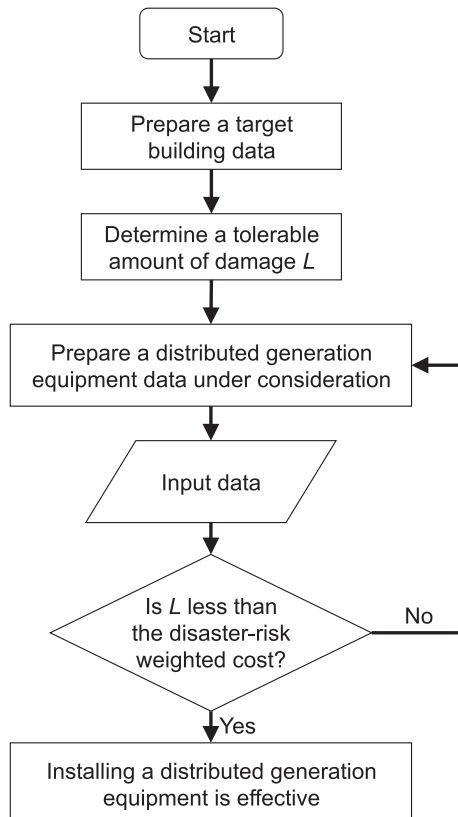 Start
Prepare a target
building data
Determine a tolerable
amount of damage L
Prepare a distributed generation
equipment data under consideration
Input data
Is L less than
the disaster-risk
weighted cost?
No
Yes
Installing a distributed generation
equipment is effective